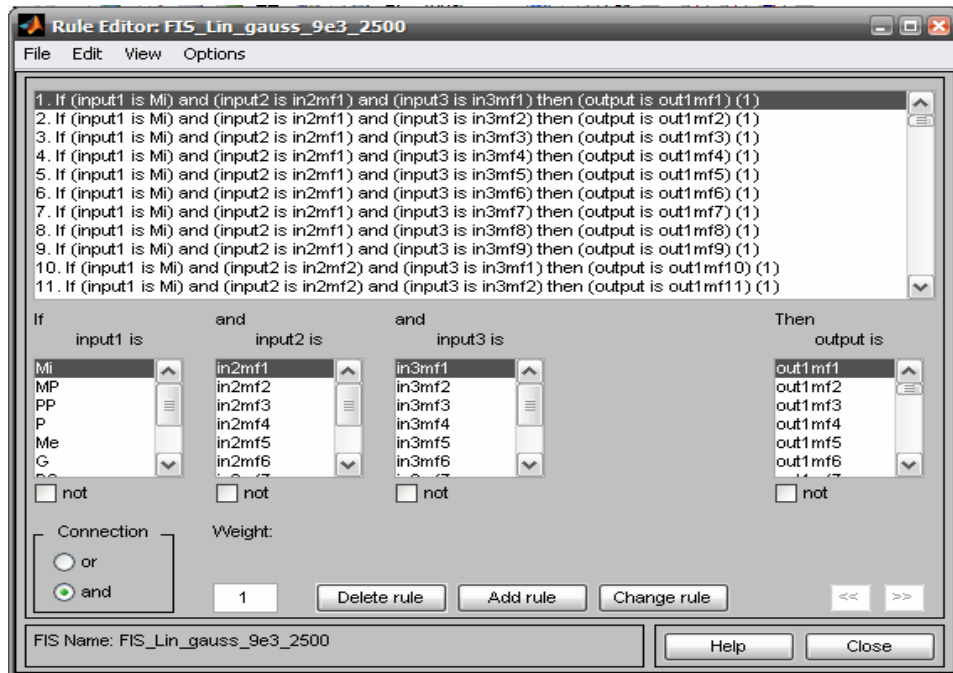 Rule Editor: FIS_Lin_gauss_9e3_2500
File Edit View Options
1. If (input1 is Mi) and (input2 is in2mf1) and (input3 is in3mf1) then (output is out1mf1) (1)
2. If (input1 is Mi) and (input2 is in2mf1) and (input3 is in3mf2) then (output is out1mf2) (1)
3. If (input1 is Mi) and (input2 is in2mf1) and (input3 is in3mf3) then (output is out1mf3) (1)
4. If (input1 is Mi) and (input2 is in2mf1) and (input3 is in3mf4) then (output is out1mf4) (1)
5. If (input1 is Mi) and (input2 is in2mf1) and (input3 is in3mf5) then (output is out1mf5) (1)
6. If (input1 is Mi) and (input2 is in2mf1) and (input3 is in3mf6) then (output is out1mf6) (1)
7. If (input1 is Mi) and (input2 is in2mf1) and (input3 is in3mf7) then (output is out1mf7) (1)
8. If (input1 is Mi) and (input2 is in2mf1) and (input3 is in3mf8) then (output is out1mf8) (1)
9. If (input1 is Mi) and (input2 is in2mf1) and (input3 is in3mf9) then (output is out1mf9) (1)
10. If (input1 is Mi) and (input2 is in2mf2) and (input3 is in3mf1) then (output is out1mf10) (1)
11. If (input1 is Mi) and (input2 is in2mf2) and (input3 is in3mf2) then (output is out1mf11) (1)
If and and Then
input1 is input2 is input3 is output is
Mi in2mf1 in3mf1 out1mf1
MP in2mf2 in3mf2 out1mf2
PP in2mf3 in3mf3 out1mf3
P in2mf4 in3mf4 out1mf4
Me in2mf5 in3mf5 out1mf5
G in2mf6 in3mf6 out1mf6
not not not not
Connection Weight:
or
and 1 Delete rule Add rule Change rule << >>
FIS Name: FIS_Lin_gauss_9e3_2500 Help Close